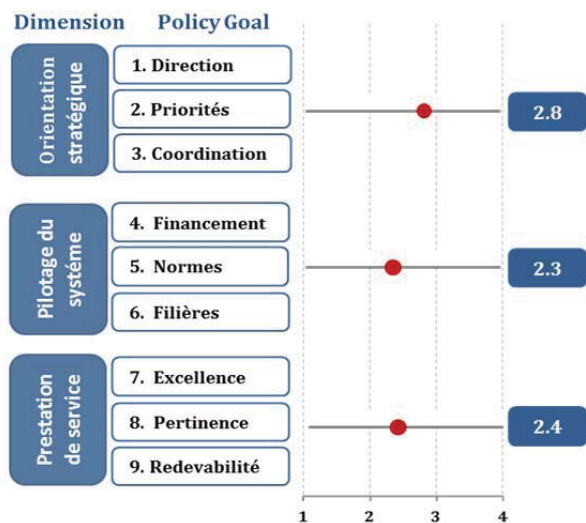 Dimension Policy Goal
Orientation
stratégique
1. Direction
2. Priorités
3. Coordination
2.8
Pilotage du
systéme
4. Financement
5. Normes
6. Filières
2.3
Prestation
de service
7. Excellence
8. Pertinence
9. Redevabilité
2.4
1 2 3 4